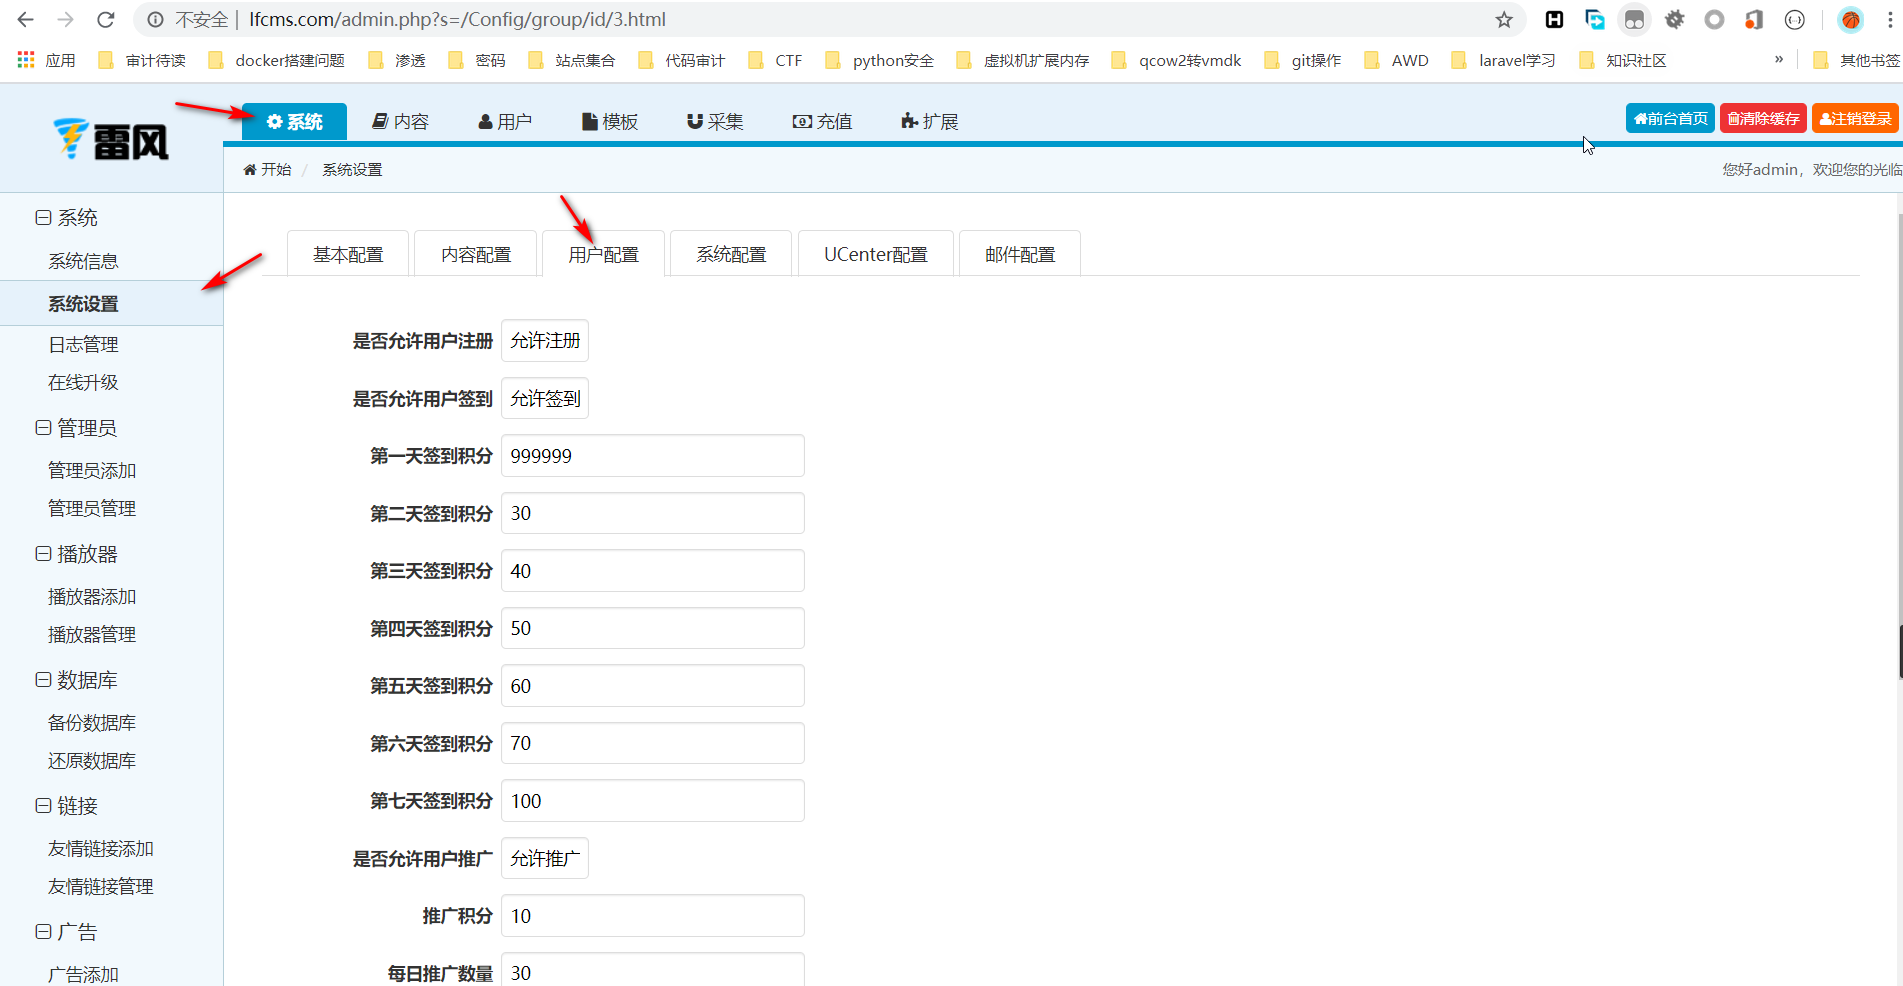 不安全 | lfcms.com/admin.php?s=/Config/group/id/3.html
应用 审计待读 docker搭建问题 渗透 密码 站点集合 代码审计 CTF python安全 虚拟机扩展内存 qcow2转vmdk git操作 AWD laravel学习 知识社区 » 其他书签
雷风
系统 内容 用户 模板 采集 充值 扩展 前台首页 清除缓存 注销登录
开始 / 系统设置 您好admin，欢迎您的光临
系统
系统信息
系统设置
日志管理
在线升级
管理员
管理员添加
管理员管理
播放器
播放器添加
播放器管理
数据库
备份数据库
还原数据库
链接
友情链接添加
友情链接管理
广告
广告添加
基本配置 内容配置 用户配置 系统配置 UCenter配置 邮件配置
是否允许用户注册 允许注册
是否允许用户签到 允许签到
第一天签到积分 999999
第二天签到积分 30
第三天签到积分 40
第四天签到积分 50
第五天签到积分 60
第六天签到积分 70
第七天签到积分 100
是否允许用户推广 允许推广
推广积分 10
每日推广数量 30